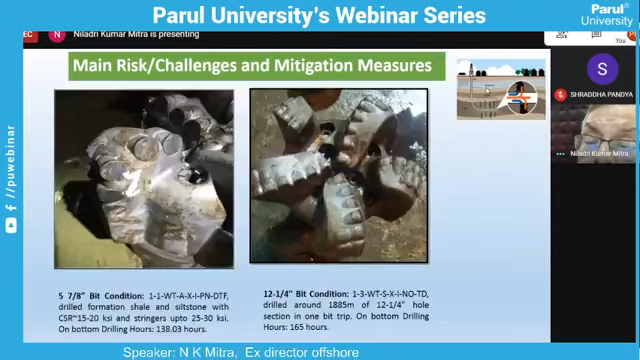 Parul University's Webinar Series
Parul®
University
EC N Niladri Kumar Mitra is presenting
You
Main Risk/Challenges and Mitigation Measures
S
SHRADDHA PANDYA
Niladri Kumar Mitra
/puwebinar
5 7/8" Bit Condition: 1-1-WT-A-X-I-PN-DTF,
drilled formation shale and siltstone with
CSR~15-20 ksi and stringers upto 25-30 ksi.
On bottom Drilling Hours: 138.03 hours.
12-1/4" Bit Condition: 1-3-WT-S-X-I-NO-TD,
drilled around 1885m of 12-1/4" hole
section in one bit trip. On bottom Drilling
Hours: 165 hours.
Speaker: N K Mitra, Ex director offshore